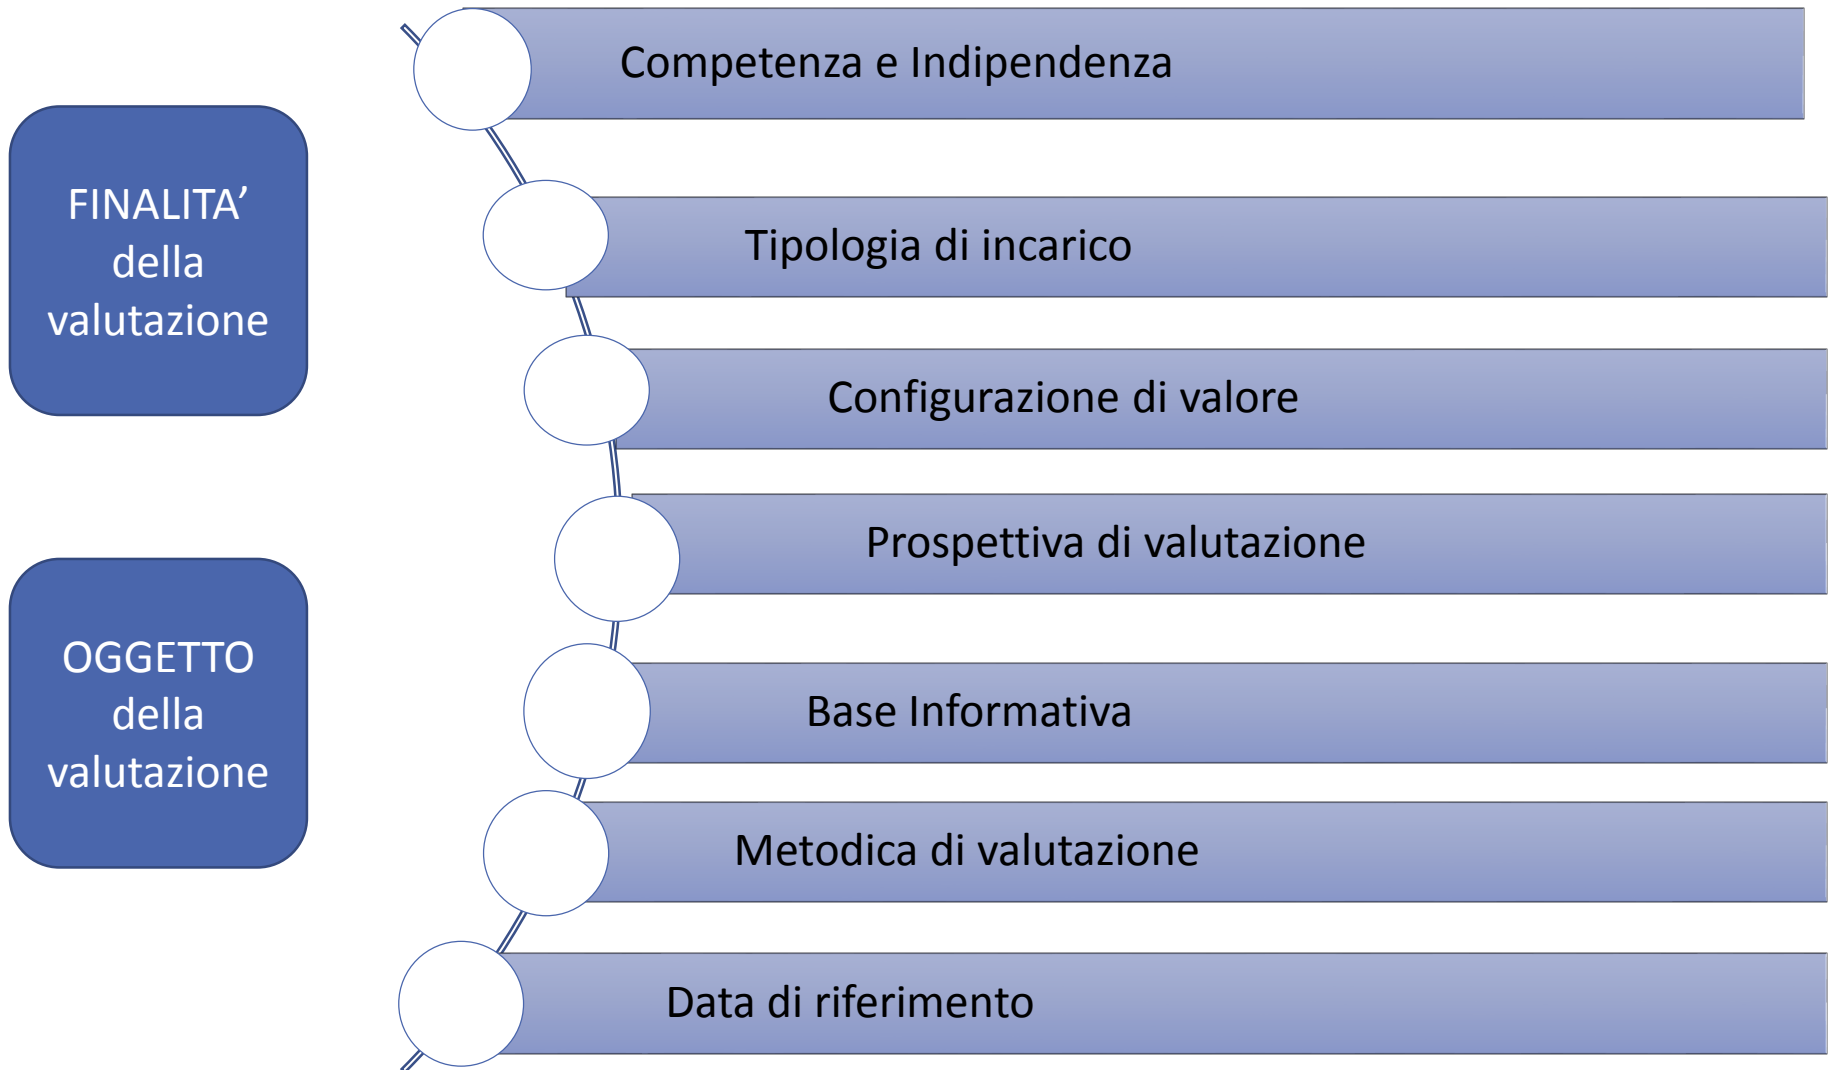 FINALITA’
della
valutazione
OGGETTO
della
valutazione
Competenza e Indipendenza
Tipologia di incarico
Configurazione di valore
Prospettiva di valutazione
Base Informativa
Metodica di valutazione
Data di riferimento